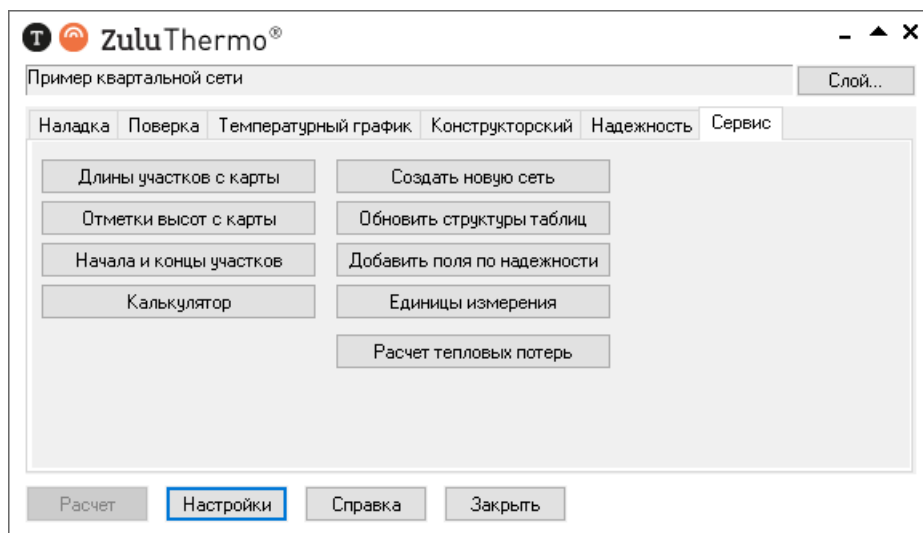 T ZuluThermo®
Пример квартальной сети
Слой...
Наладка Поверка Температурный график Конструкторский Надежность Сервис
Длины участков с карты Создать новую сеть
Отметки высот с карты Обновить структуры таблиц
Начала и концы участков Добавить поля по надежности
Калькулятор Единицы измерения
Расчет тепловых потерь
Расчет Настройки Справка Закрыть